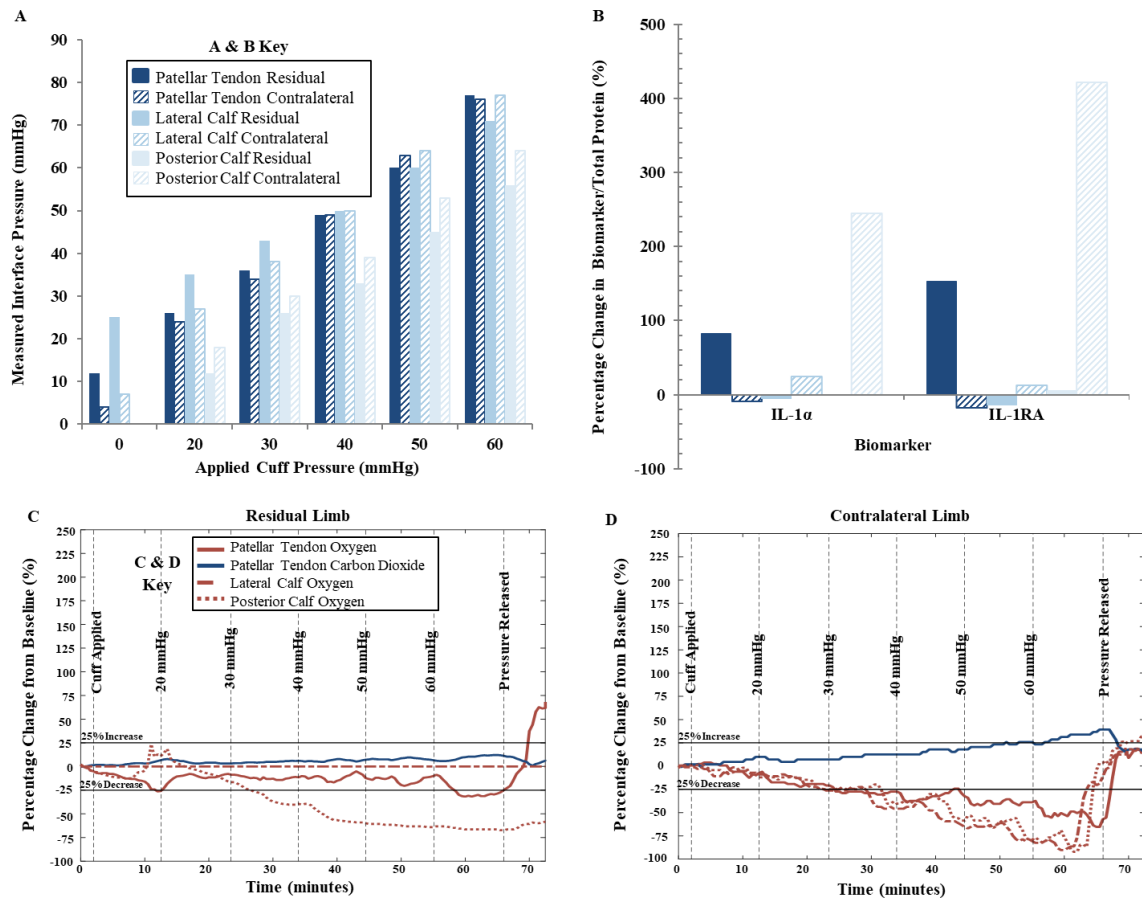 A
B
Measured Interface Pressure (mmHg)
90
80
70
60
50
40
30
20
10
0
A & B Key
Patellar Tendon Residual
Patellar Tendon Contralateral
Lateral Calf Residual
Lateral Calf Contralateral
Posterior Calf Residual
Posterior Calf Contralateral
0 20 30 40 50 60
Applied Cuff Pressure (mmHg)
Percentage Change in Biomarker/Total Protein (%)
500
400
300
200
100
0
-100
IL-1α IL-1RA
Biomarker
C
Residual Limb
Percentage Change from Baseline (%)
250
225
200
175
150
125
100
75
50
25
0
-25
-50
-75
-100
C & D
Key
Patellar Tendon Oxygen
Patellar Tendon Carbon Dioxide
Lateral Calf Oxygen
Posterior Calf Oxygen
Cuff Applied
20 mmHg
30 mmHg
40 mmHg
50 mmHg
60 mmHg
Pressure Released
25% Increase
25% Decrease
0 10 20 30 40 50 60 70
Time (minutes)
D
Contralateral Limb
Percentage Change from Baseline (%)
250
225
200
175
150
125
100
75
50
25
0
-25
-50
-75
-100
Cuff Applied
20 mmHg
30 mmHg
40 mmHg
50 mmHg
60 mmHg
Pressure Released
25% Increase
25% Decrease
0 10 20 30 40 50 60 70
Time (minutes)